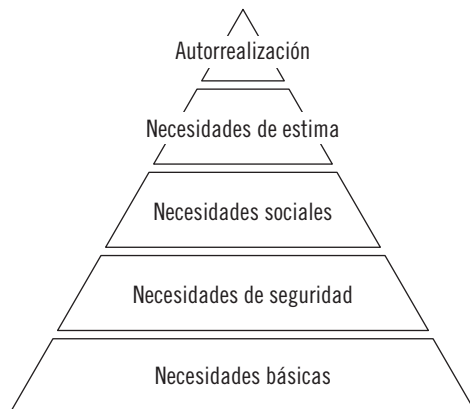 Autorrealización
Necesidades de estima
Necesidades sociales
Necesidades de seguridad
Necesidades básicas